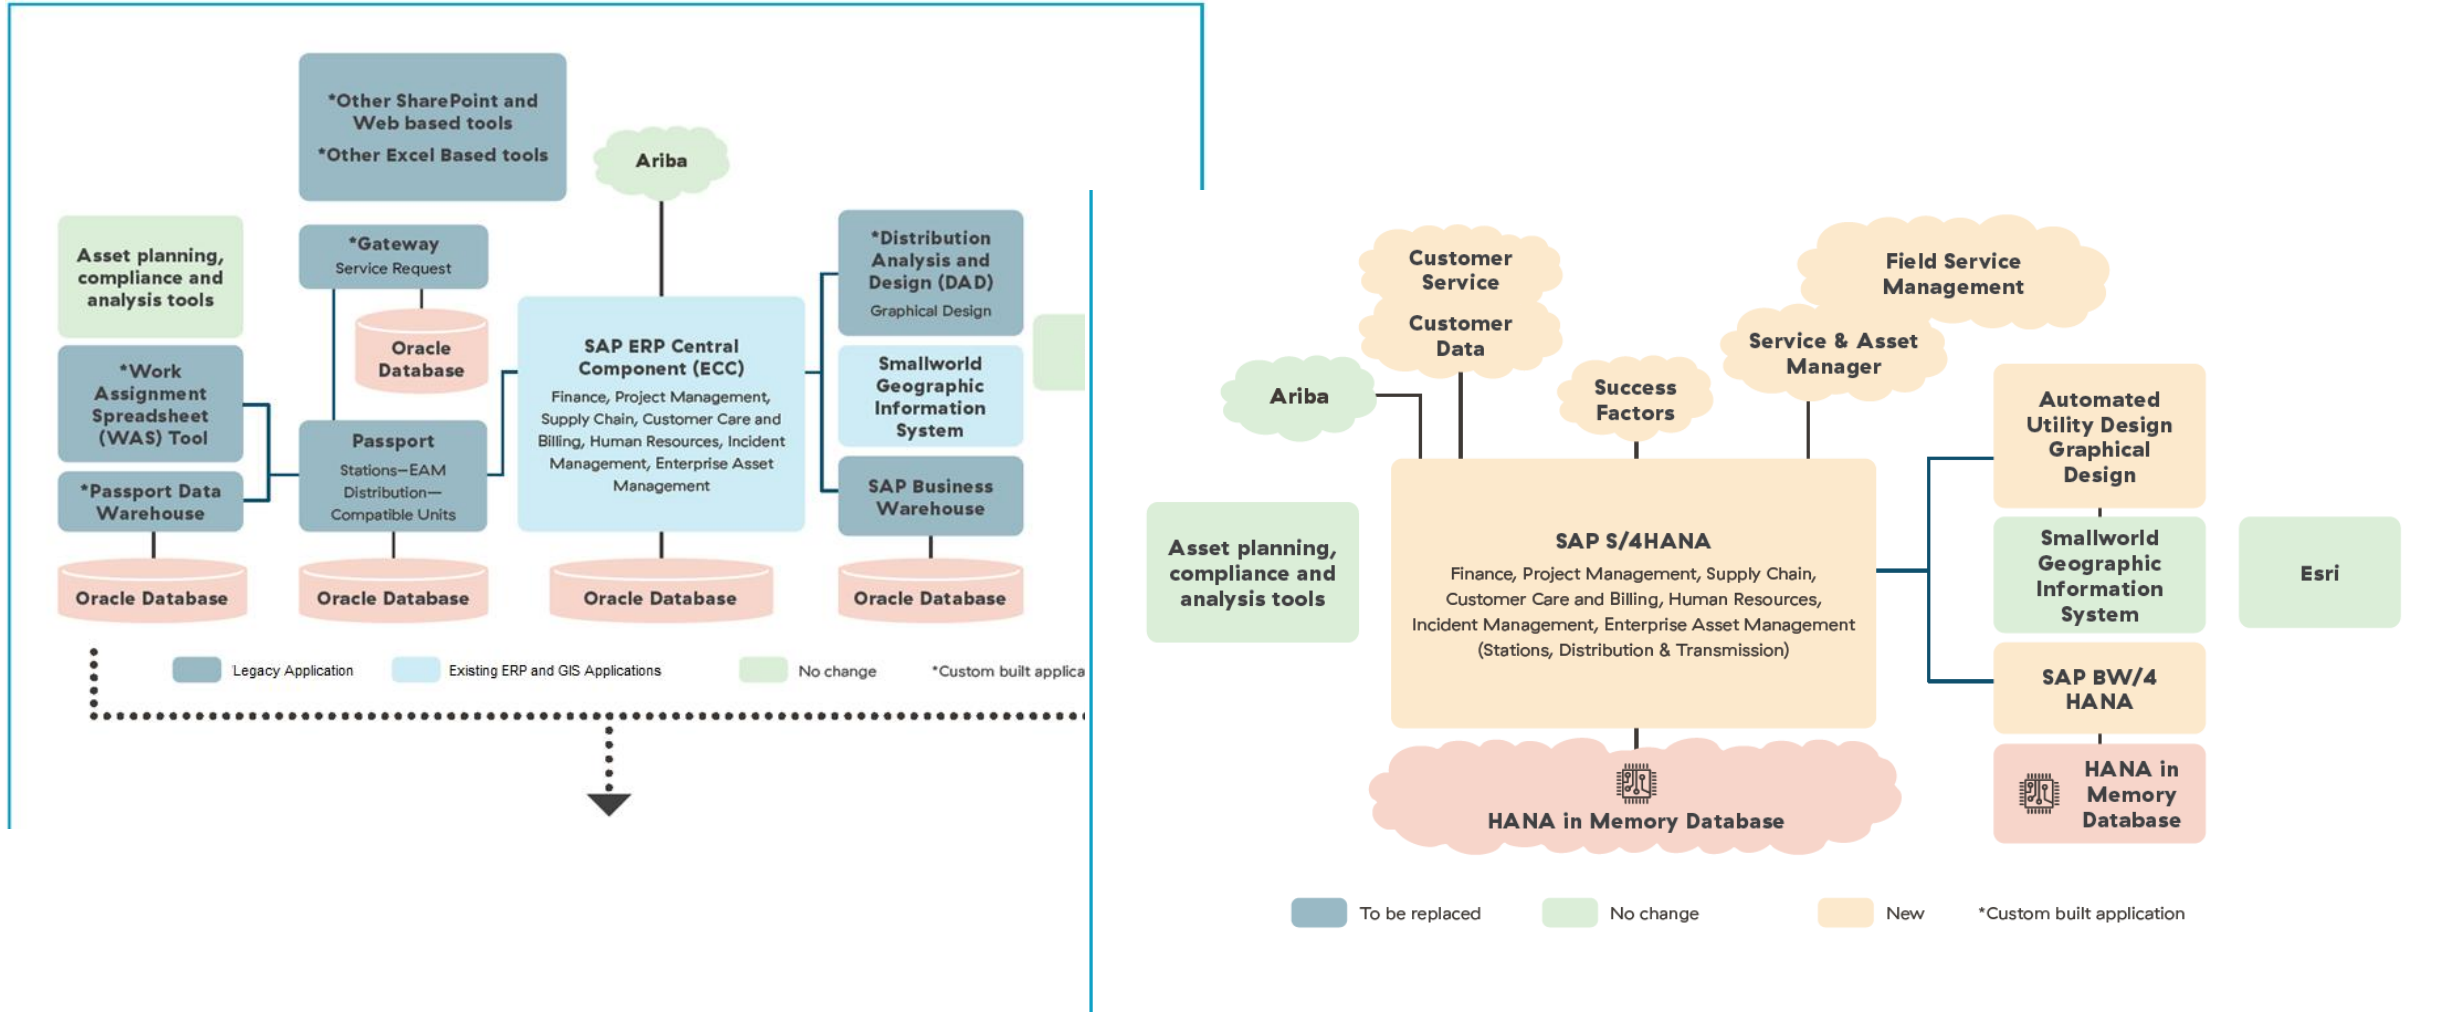 *Other SharePoint and
Web based tools
*Other Excel Based tools
Ariba
Asset planning,
compliance and
analysis tools
*Gateway
Service Request
Oracle
Database
*Work
Assignment
Spreadsheet
(WAS) Tool
*Passport Data
Warehouse
Passport
Stations—EAM
Distribution—
Compatible Units
SAP ERP Central
Component (ECC)
Finance, Project Management,
Supply Chain, Customer Care and
Billing, Human Resources, Incident
Management, Enterprise Asset
Management
*Distribution
Analysis and
Design (DAD)
Graphical Design
Smallworld
Geographic
Information
System
SAP Business
Warehouse
Oracle Database
Oracle Database
Oracle Database
Oracle Database
Legacy Application
Existing ERP and GIS Applications
No change
*Custom built applica
Customer
Service
Customer
Data
Field Service
Management
Service & Asset
Manager
Ariba
Success
Factors
Asset planning,
compliance and
analysis tools
SAP S/4HANA
Finance, Project Management, Supply Chain,
Customer Care and Billing, Human Resources,
Incident Management, Enterprise Asset Management
(Stations, Distribution & Transmission)
Automated
Utility Design
Graphical
Design
Smallworld
Geographic
Information
System
Esri
SAP BW/4
HANA
HANA in
Memory
Database
HANA in Memory Database
To be replaced
No change
New
*Custom built application